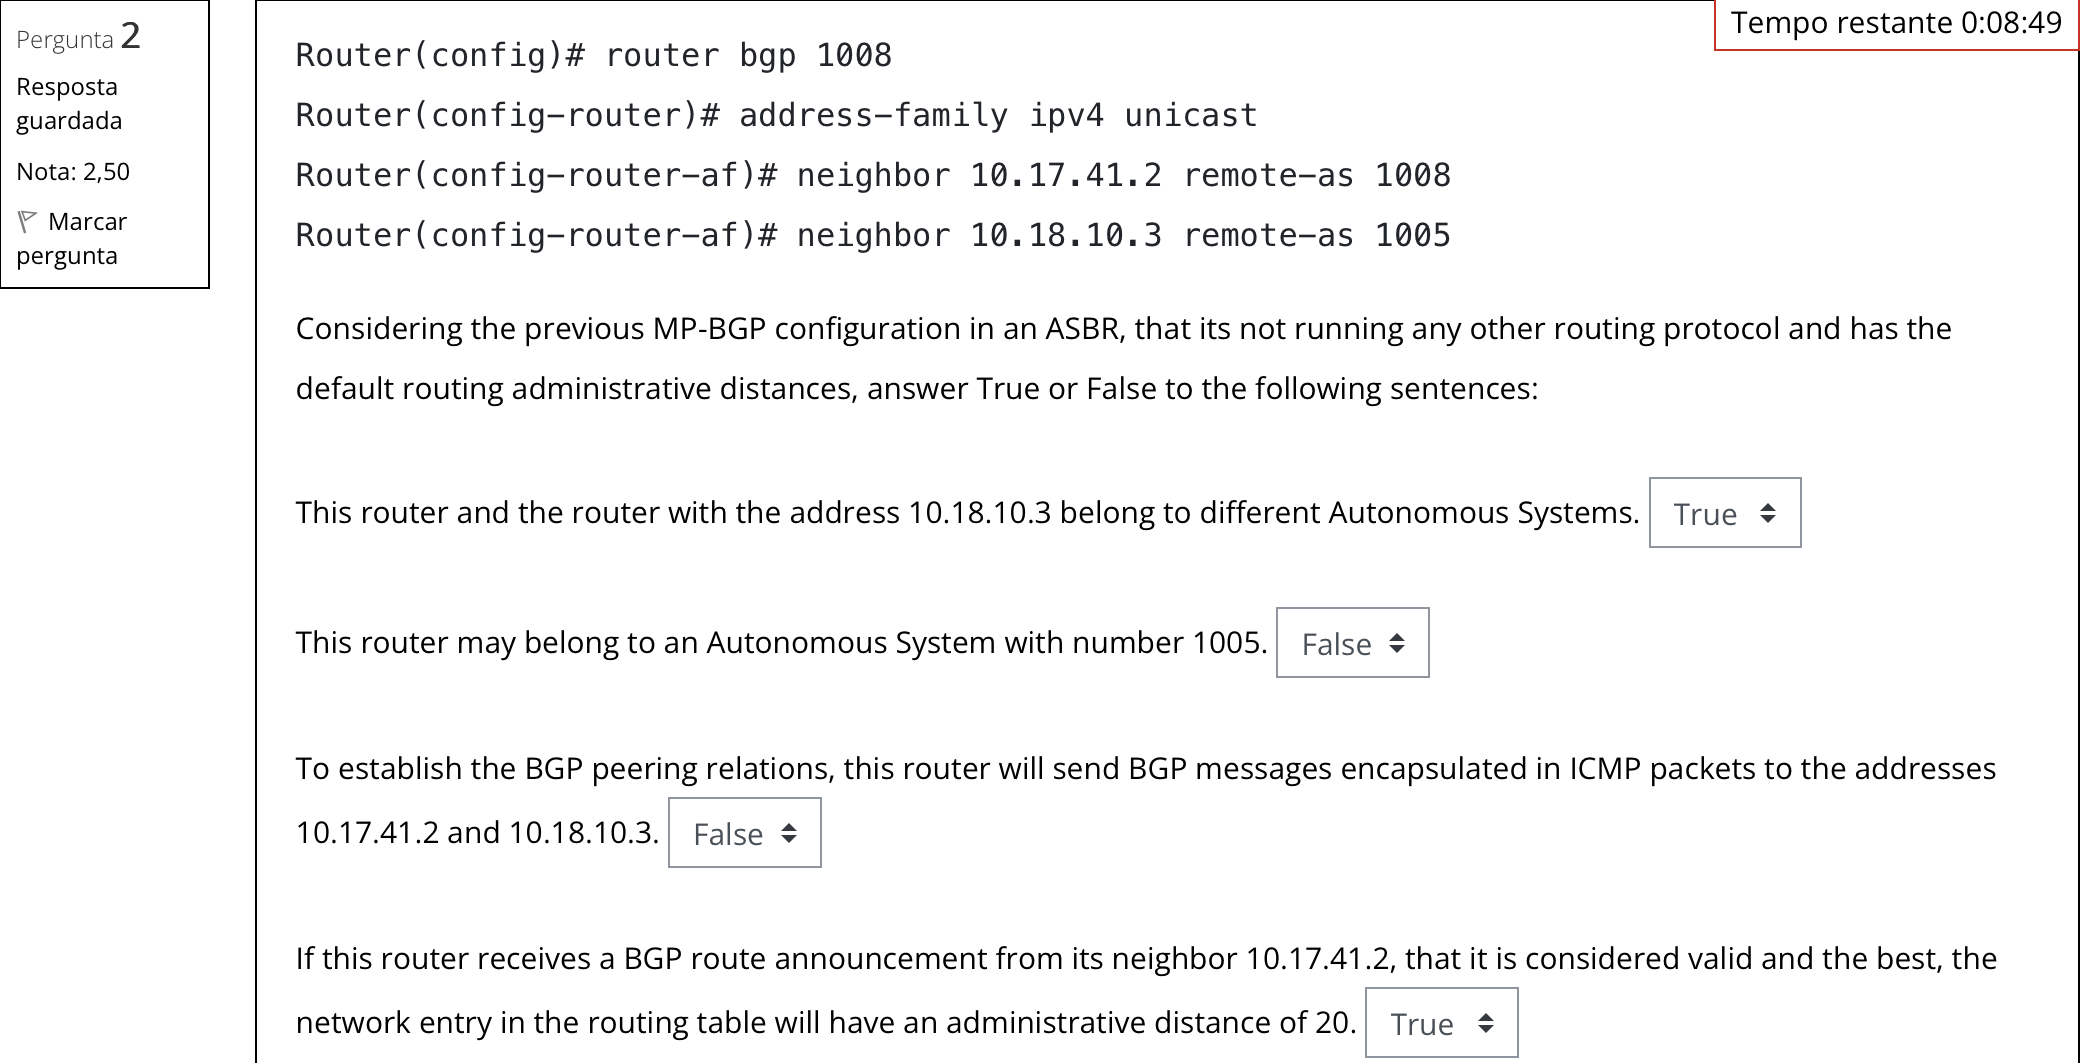 Pergunta 2
Resposta
guardada
Nota: 2,50
Marcar
pergunta
Tempo restante 0:08:49
Router(config)# router bgp 1008
Router(config-router)# address-family ipv4 unicast
Router(config-router-af)# neighbor 10.17.41.2 remote-as 1008
Router(config-router-af)# neighbor 10.18.10.3 remote-as 1005
Considering the previous MP-BGP configuration in an ASBR, that its not running any other routing protocol and has the
default routing administrative distances, answer True or False to the following sentences:
This router and the router with the address 10.18.10.3 belong to different Autonomous Systems. True
This router may belong to an Autonomous System with number 1005. False
To establish the BGP peering relations, this router will send BGP messages encapsulated in ICMP packets to the addresses
10.17.41.2 and 10.18.10.3. False
If this router receives a BGP route announcement from its neighbor 10.17.41.2, that it is considered valid and the best, the
network entry in the routing table will have an administrative distance of 20. True